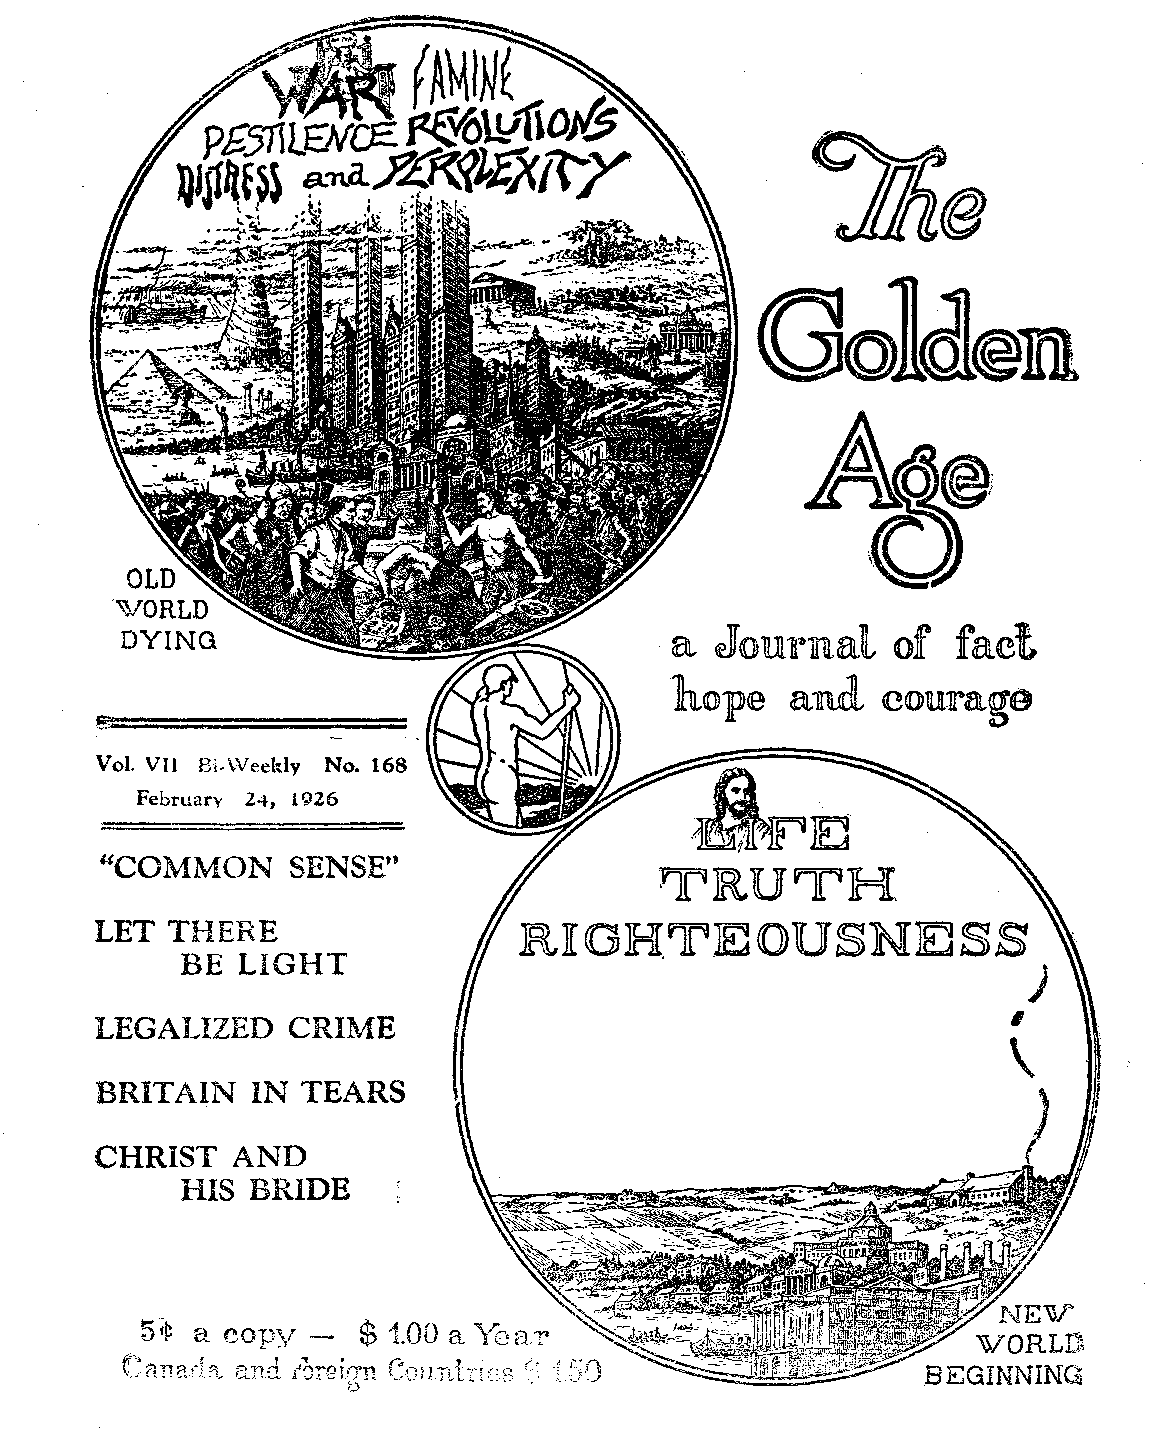 WAR FAMINE
PESTILENCE REVOLUTIONS
DISTRESS and PERPLEXITY
The
Golden
Age
OLD
WORLD
DYING
a Journal of fact
hope and courage
Vol. VII Bi-Weekly No. 168
February 24, 1926
"COMMON SENSE"
LET THERE
BE LIGHT
LEGALIZED CRIME
BRITAIN IN TEARS
CHRIST AND
HIS BRIDE
LIFE
TRUTH
RIGHTEOUSNESS
5¢ a copy — $ 1.00 a Year
Canada and Foreign Countries $ 1.50
NEW
WORLD
BEGINNING